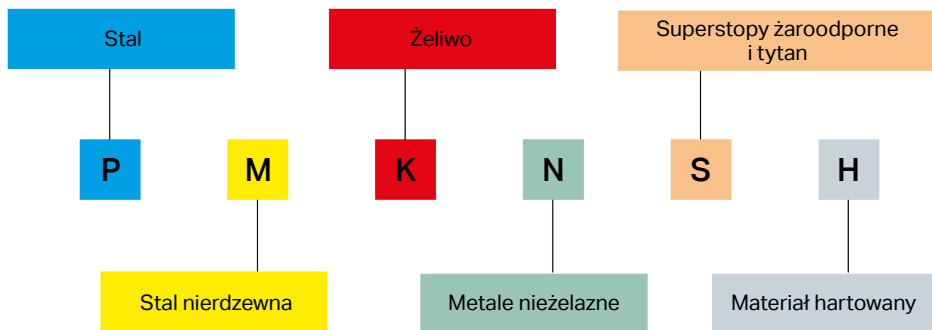 Stal
Żeliwo
Superstopy żaroodporne
i tytan
P
M
K
N
S
H
Stal nierdzewna
Metale nieżelazne
Materiał hartowany